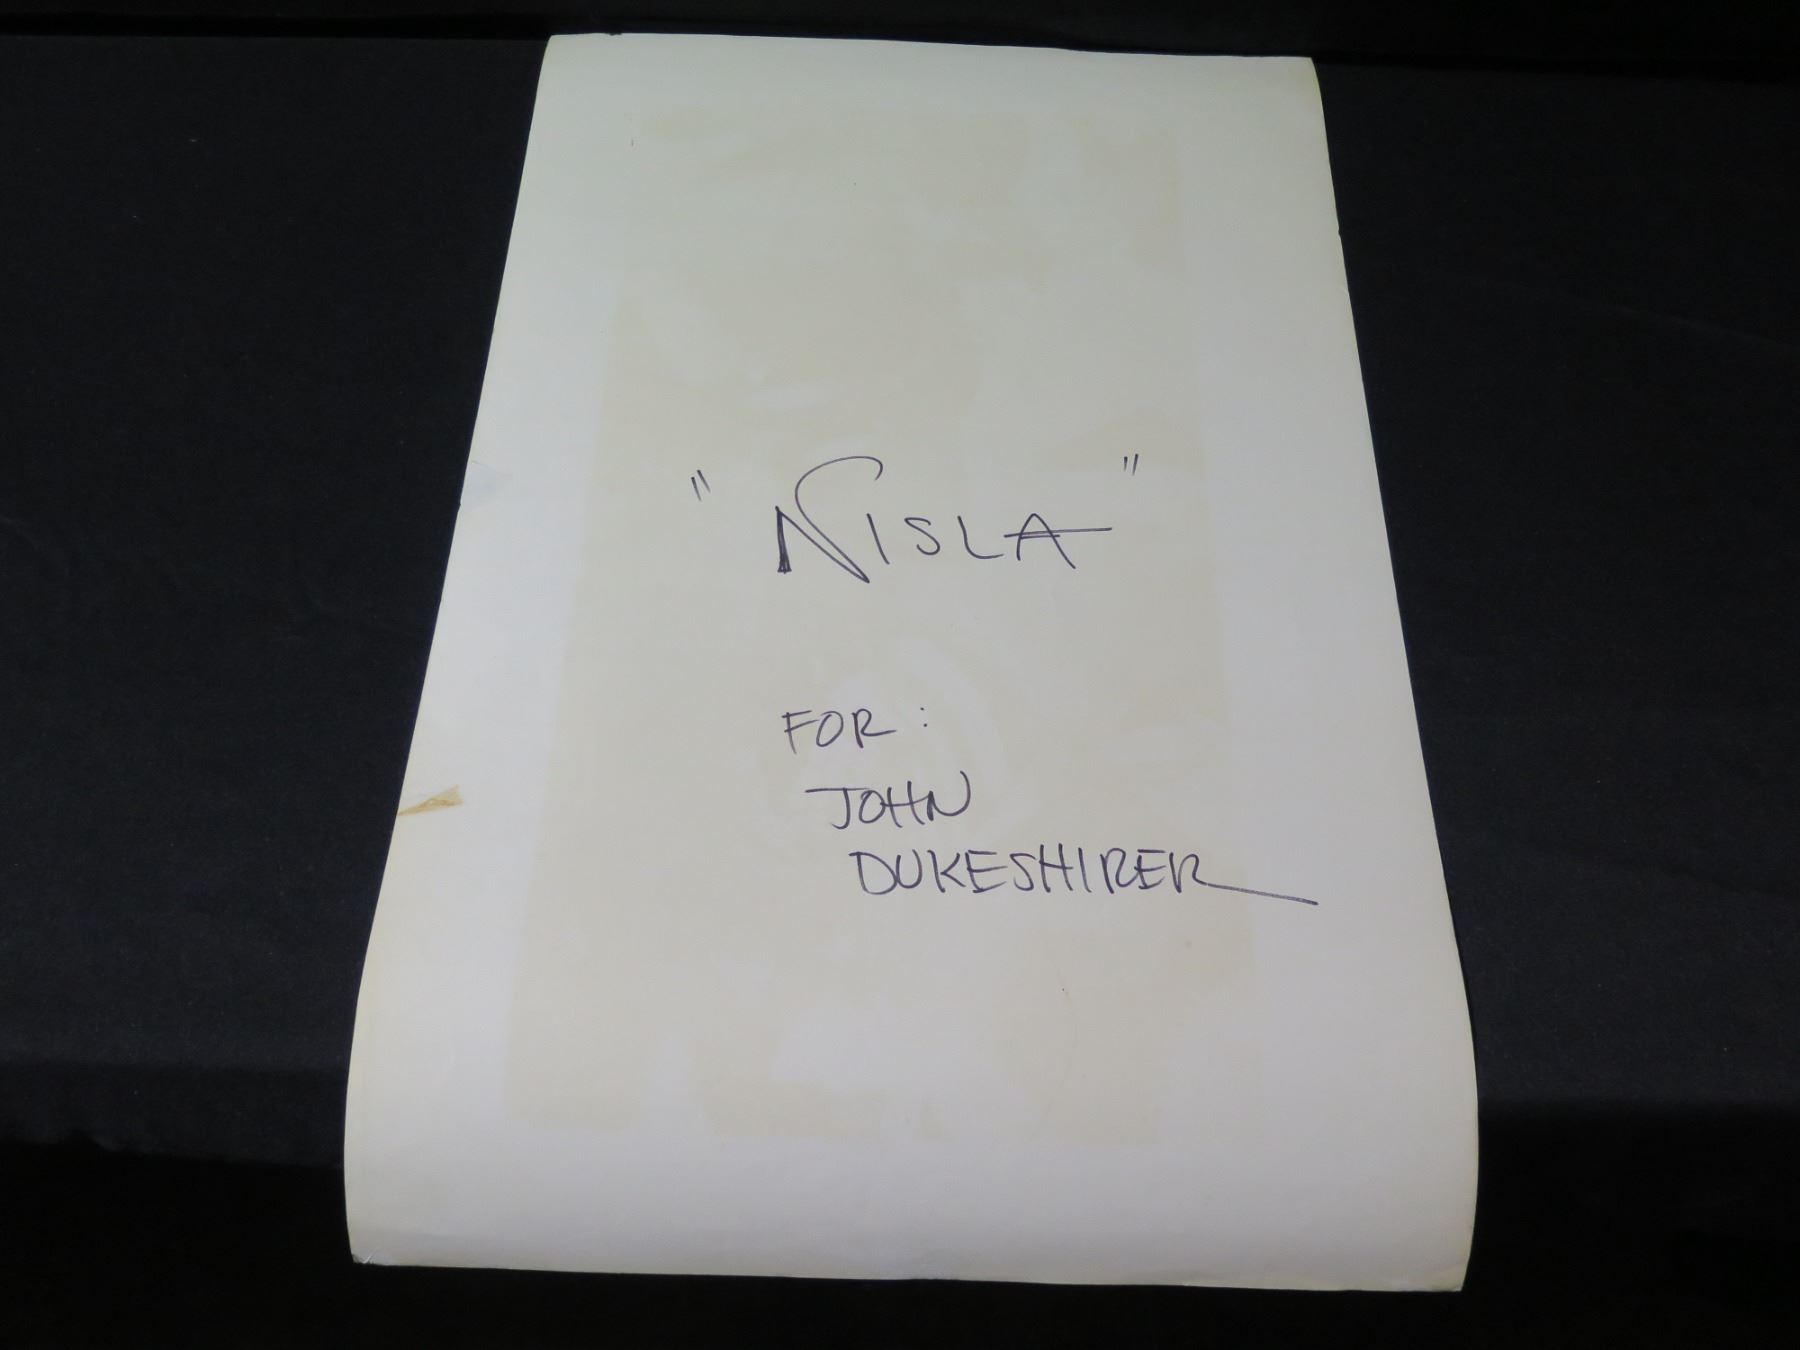 "NISLA"
FOR:
JOHN
DUKESHIRER